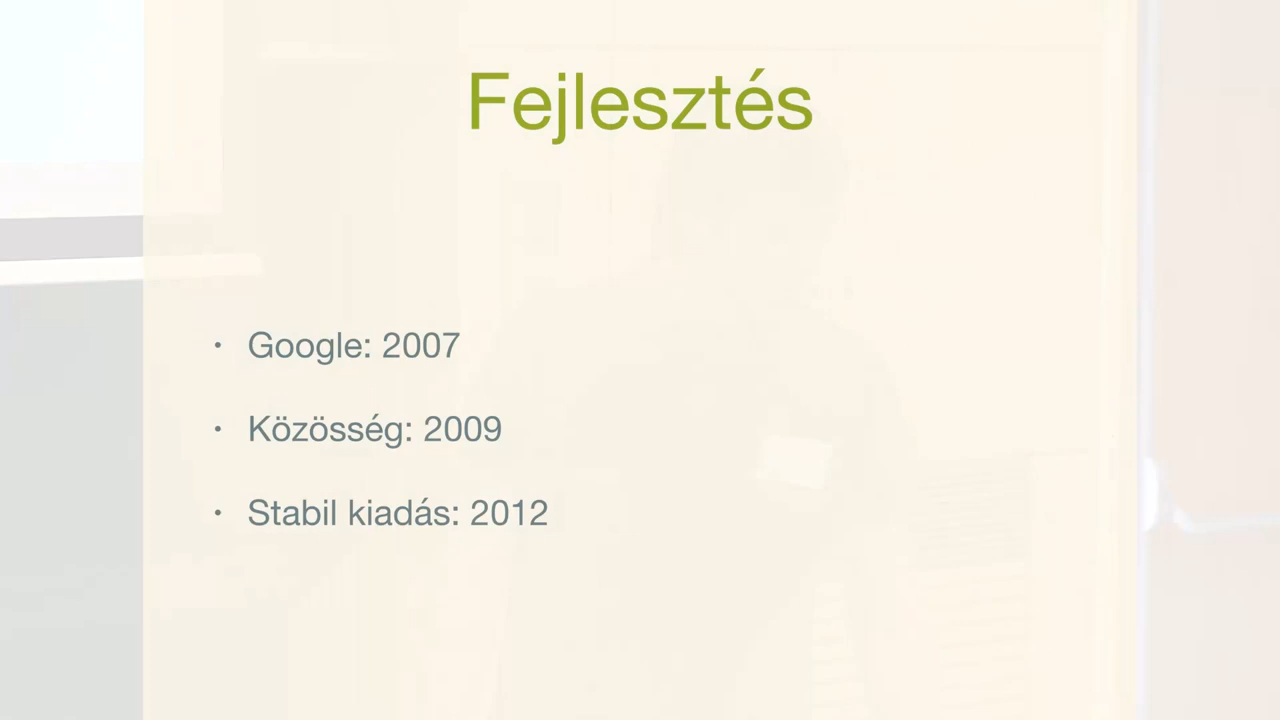 Fejlesztés
• Google: 2007
• Közösség: 2009
• Stabil kiadás: 2012